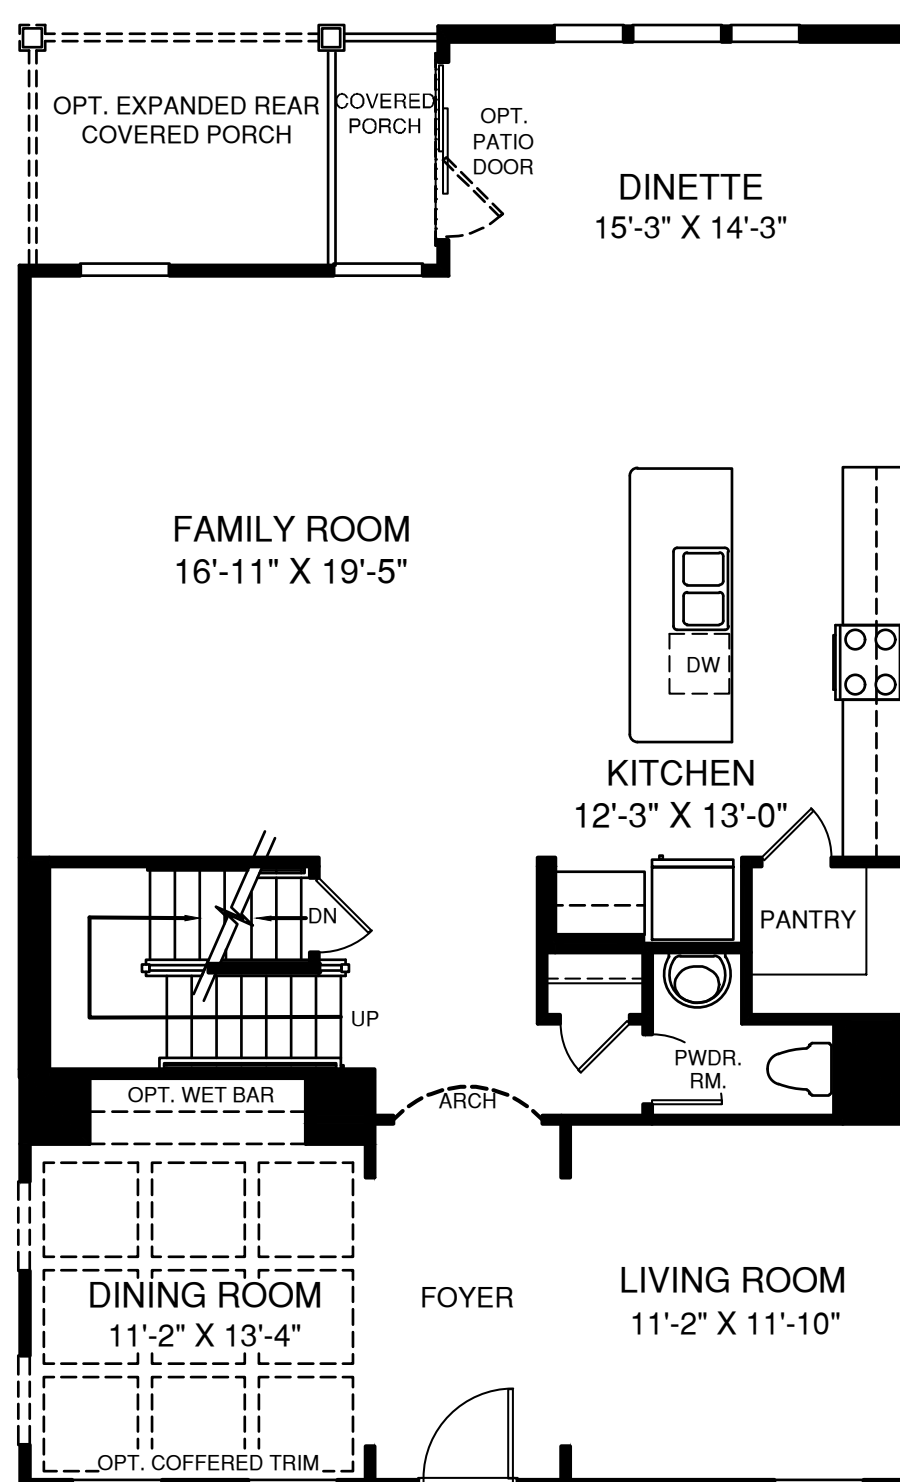 OPT. EXPANDED REAR
COVERED PORCH
COVERED
PORCH
OPT.
PATIO
DOOR
DINETTE
15'-3" X 14'-3"
FAMILY ROOM
16'-11" X 19'-5"
DW
KITCHEN
12'-3" X 13'-0"
DN
PANTRY
UP
PWDR.
RM.
OPT. WET BAR
ARCH
DINING ROOM
11'-2" X 13'-4"
FOYER
LIVING ROOM
11'-2" X 11'-10"
OPT. COFFERED TRIM